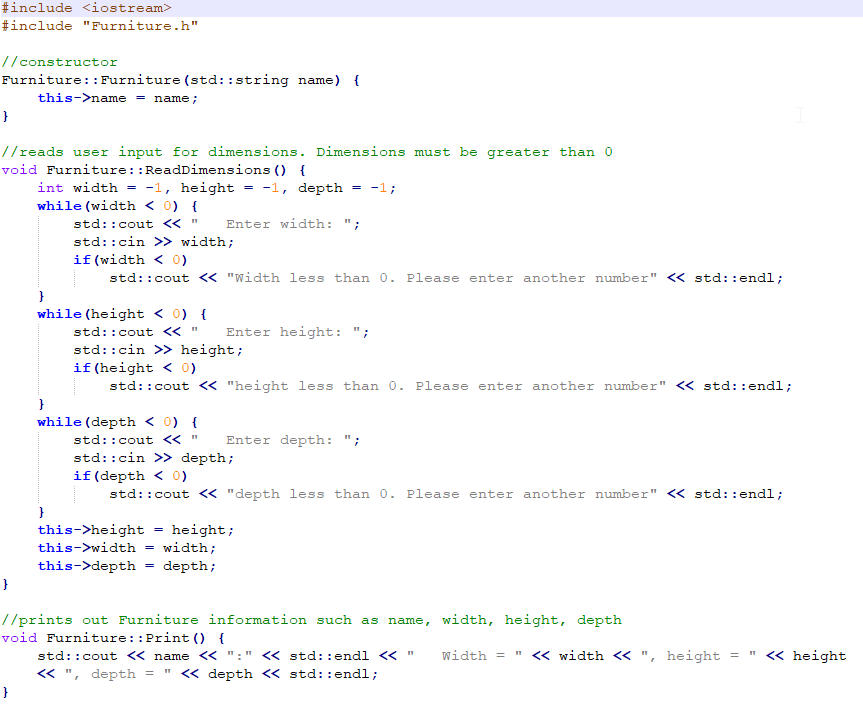 #include <iostream>
#include "Furniture.h"

//constructor
Furniture::Furniture(std::string name) {
    this->name = name;
}

//reads user input for dimensions. Dimensions must be greater than 0
void Furniture::ReadDimensions() {
    int width = -1, height = -1, depth = -1;
    while(width < 0) {
        std::cout << "   Enter width: ";
        std::cin >> width;
        if(width < 0)
            std::cout << "Width less than 0. Please enter another number" << std::endl;
    }
    while(height < 0) {
        std::cout << "   Enter height: ";
        std::cin >> height;
        if(height < 0)
            std::cout << "height less than 0. Please enter another number" << std::endl;
    }
    while(depth < 0) {
        std::cout << "   Enter depth: ";
        std::cin >> depth;
        if(depth < 0)
            std::cout << "depth less than 0. Please enter another number" << std::endl;
    }
    this->height = height;
    this->width = width;
    this->depth = depth;
}

//prints out Furniture information such as name, width, height, depth
void Furniture::Print() {
    std::cout << name << ":" << std::endl << "   Width = " << width << ", height = " << height
    << ", depth = " << depth << std::endl;
}